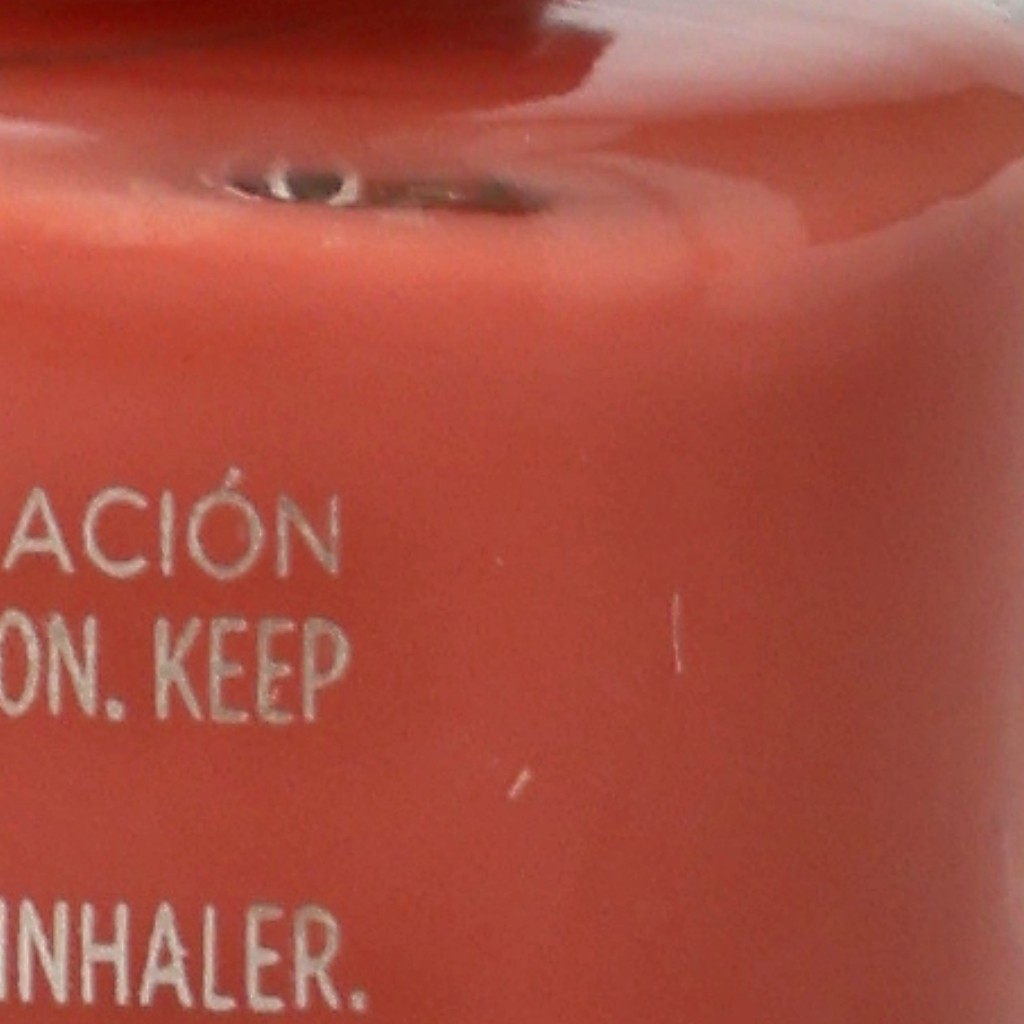 ACIÓN
ON. KEEP
INHALER.